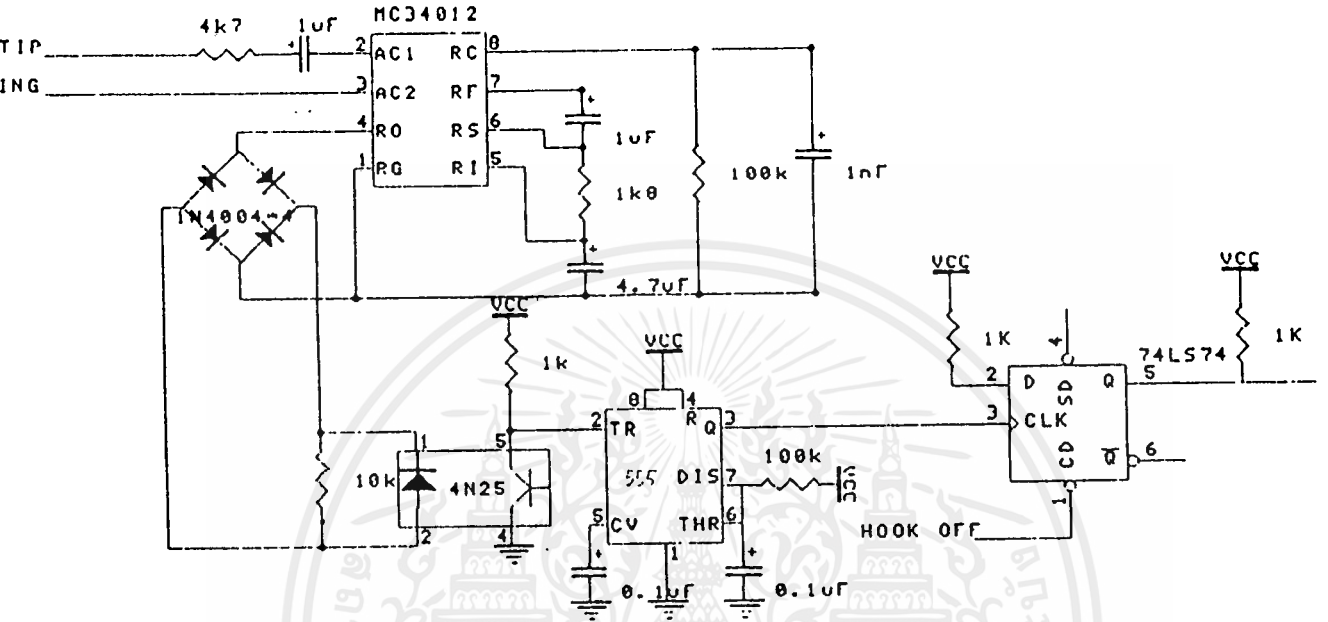 MC34012
4k7
1uF
TIP
2
AC1
RC
8
ING
3
AC2
RF
7
4
RO
RS
6
1uF
1
RG
RI
5
1k8
100k
1nF
1N4004*4
4.7uF
VCC
1k
VCC
VCC
VCC
1K
4
74LS74
1K
2
D
SD
Q
5
3
CLK
CD
Q
6
1
HOOK OFF
8
4
2
TR
R
Q
3
555
DIS
7
100k
VCC
5
CV
THR
6
1
0.1uF
0.1uF
10k
1
5
4N25
2
4